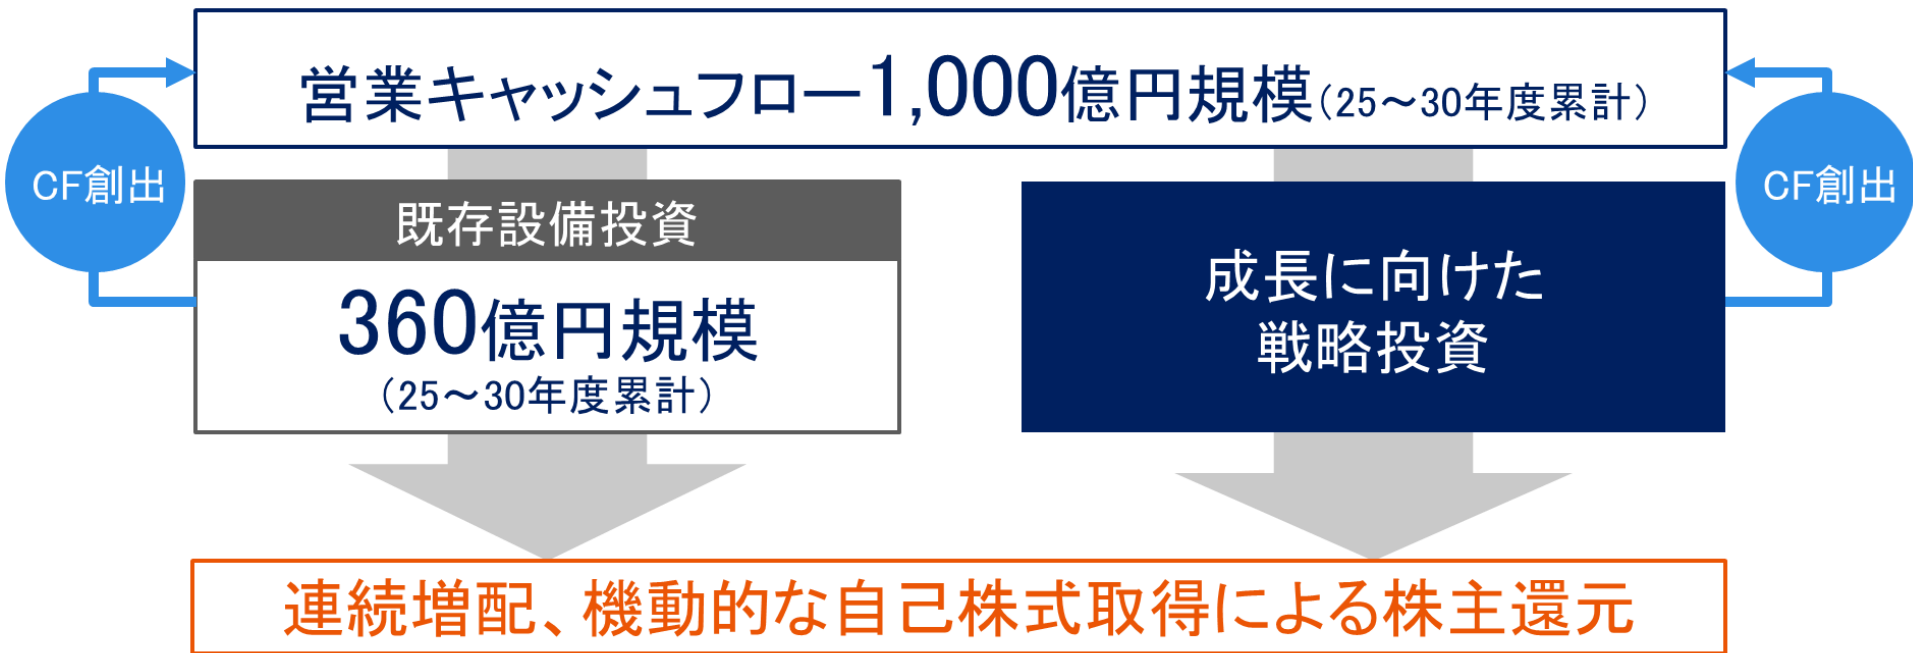 営業キャッシュフロー1,000億円規模(25～30年度累計)
CF創出
既存設備投資
360億円規模
(25～30年度累計)
成長に向けた
戦略投資
CF創出
連続増配、機動的な自己株式取得による株主還元